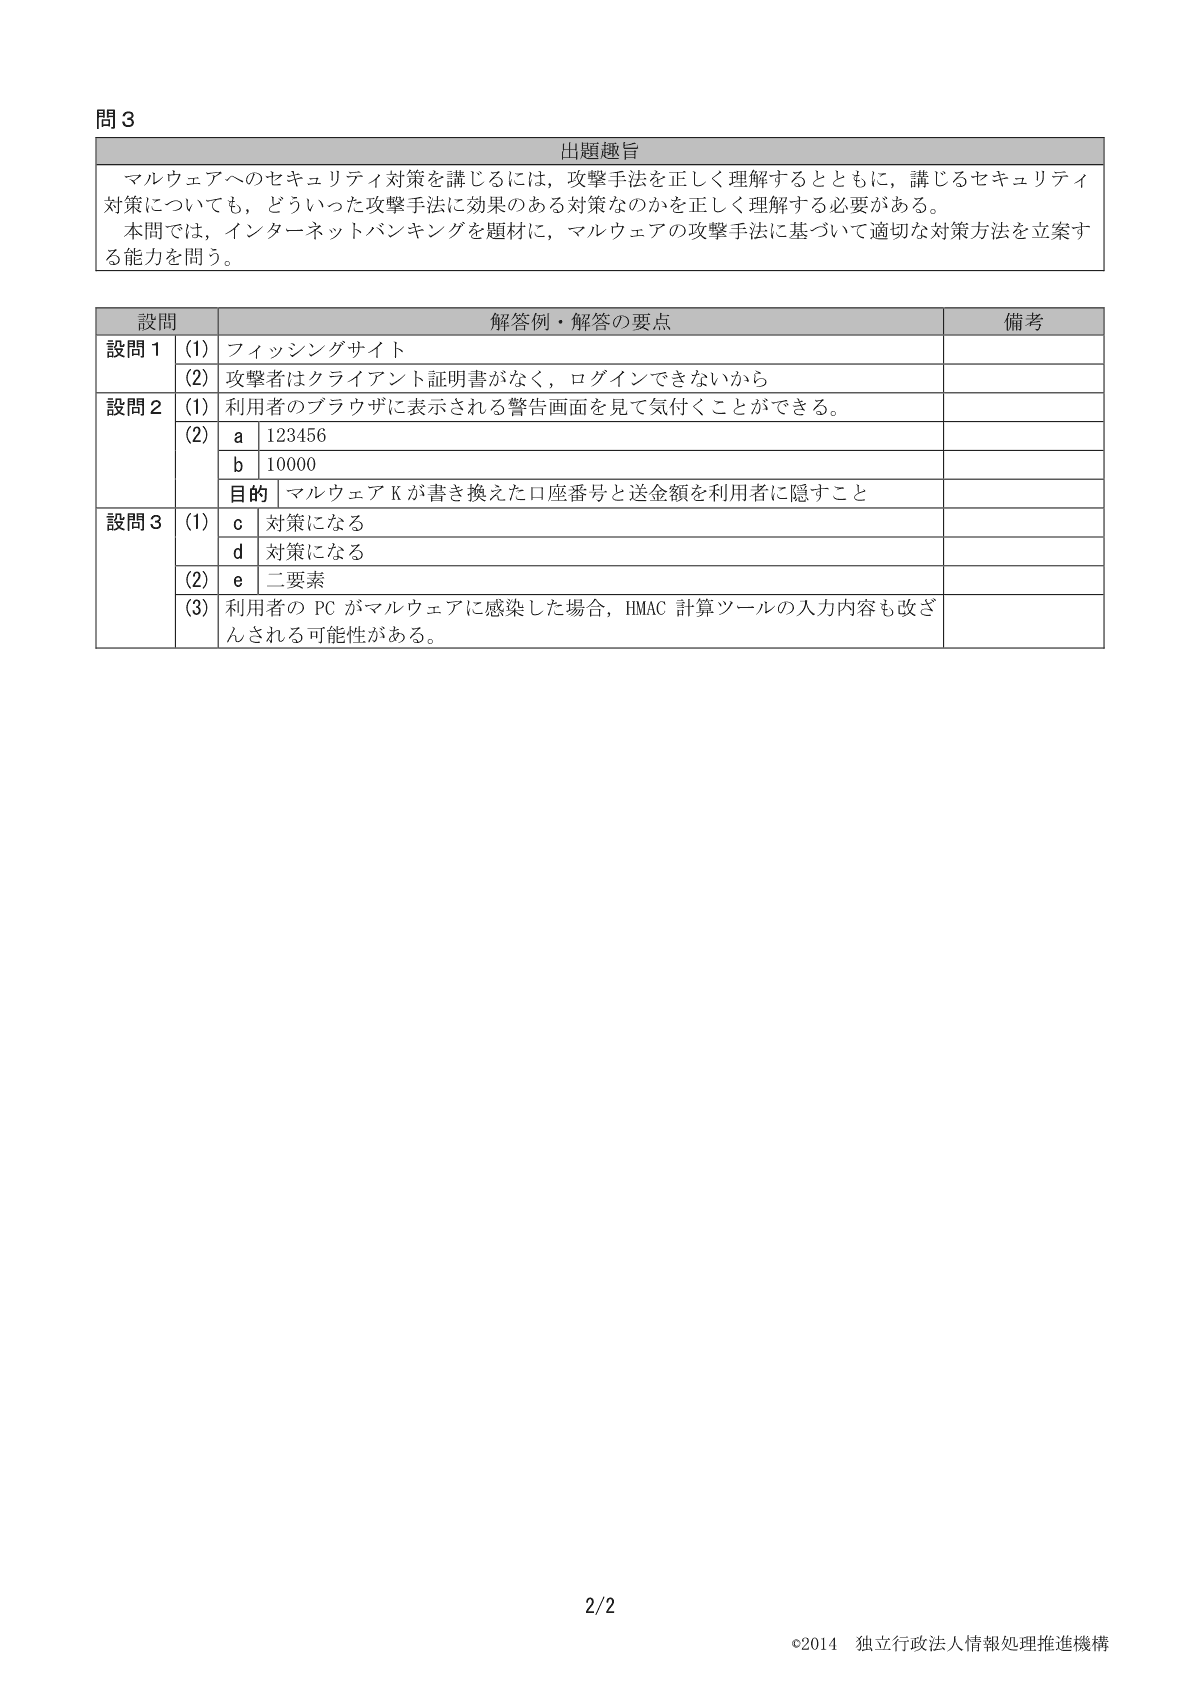 問３
出題趣旨
マルウェアへのセキュリティ対策を講じるには，攻撃手法を正しく理解するとともに，講じるセキュリティ
対策についても，どういった攻撃手法に効果のある対策なのかを正しく理解する必要がある。
本問では，インターネットバンキングを題材に，マルウェアの攻撃手法に基づいて適切な対策方法を立案す
る能力を問う。
設問 解答例・解答の要点 備考
設問１ (1) フィッシングサイト
(2) 攻撃者はクライアント証明書がなく，ログインできないから
設問２ (1) 利用者のブラウザに表示される警告画面を見て気付くことができる。
(2) a 123456
b 10000
目的 マルウェア K が書き換えた口座番号と送金額を利用者に隠すこと
設問３ (1) c 対策になる
d 対策になる
(2) e 二要素
(3) 利用者の PC がマルウェアに感染した場合，HMAC 計算ツールの入力内容も改ざ
んされる可能性がある。
2/2
©2014　独立行政法人情報処理推進機構